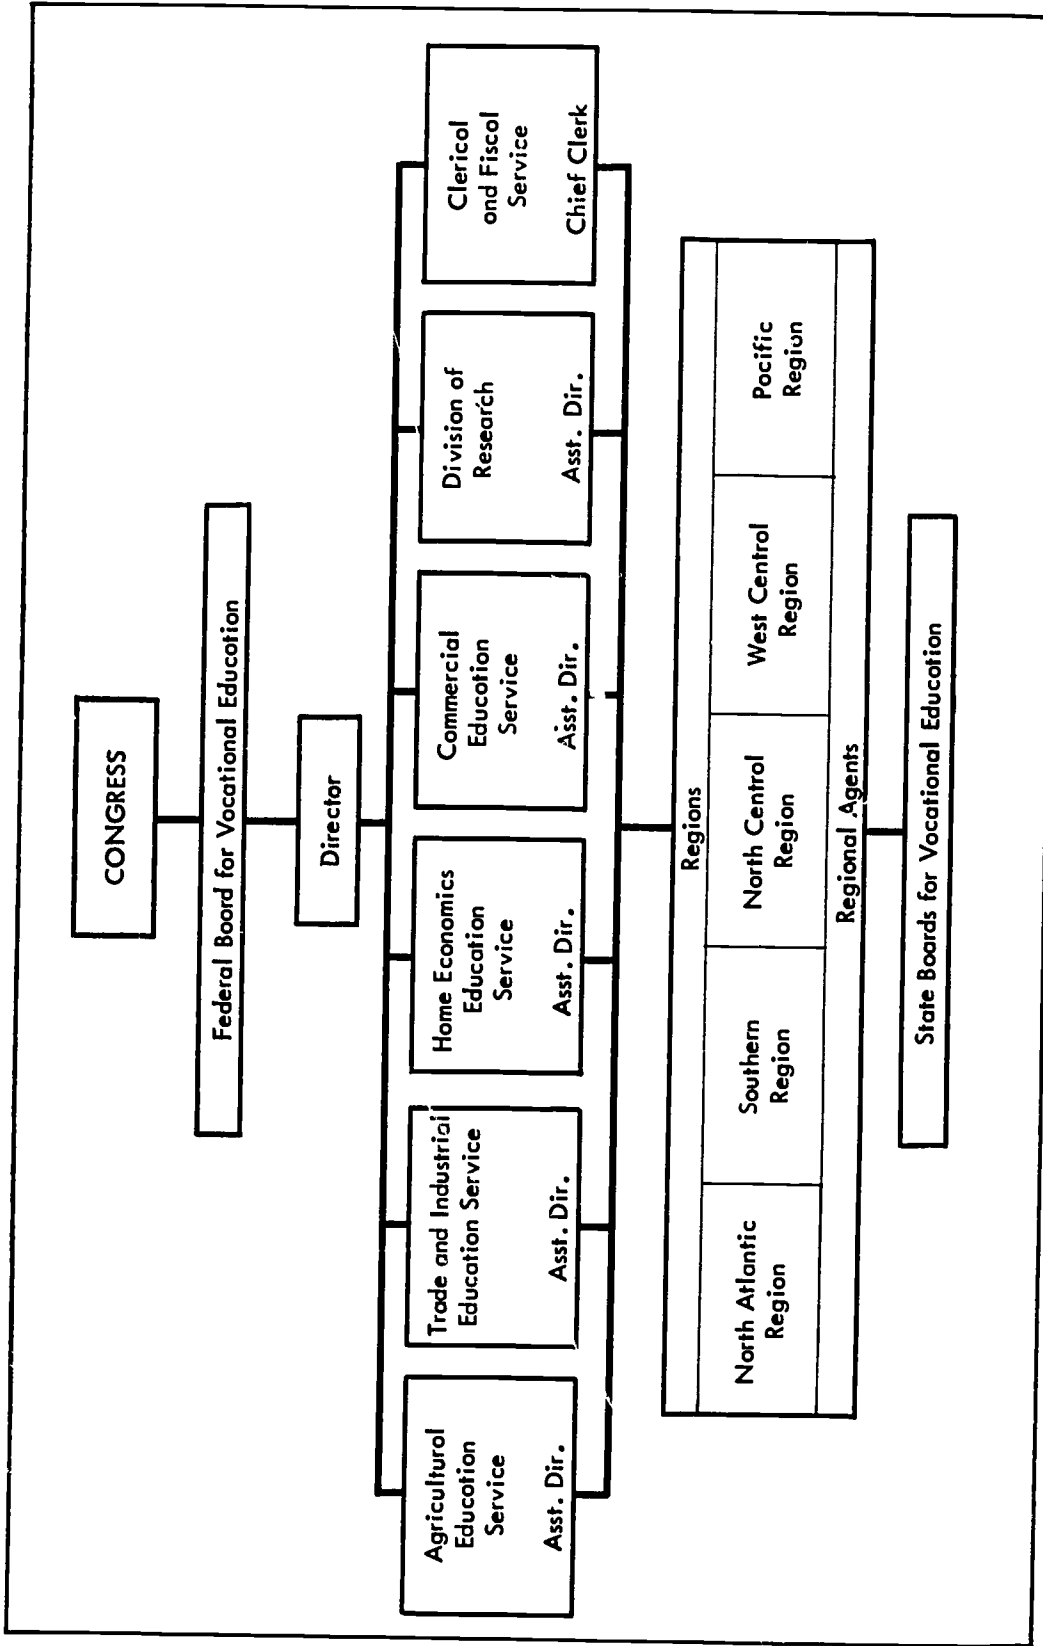 CONGRESS
Federal Board for Vocational Education
Director
Agricultural
Education
Service
Asst. Dir.
Trade and Industrial
Education Service
Asst. Dir.
Home Economics
Education
Service
Asst. Dir.
Commercial
Education
Service
Asst. Dir.
Division of
Research
Asst. Dir.
Clerical
and Fiscal
Service
Chief Clerk
Regions
North Atlantic
Region
Southern
Region
North Central
Region
West Central
Region
Pacific
Region
Regional Agents
State Boards for Vocational Education